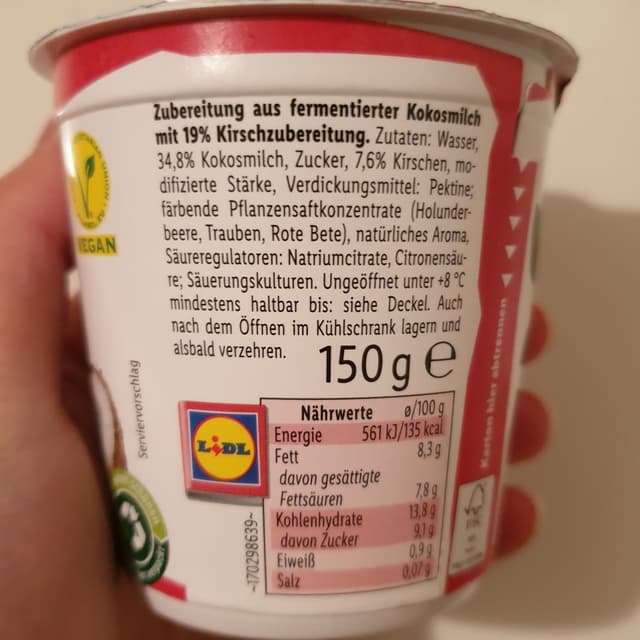 Zubereitung aus fermentierter Kokosmilch
mit 19% Kirschzubereitung. Zutaten: Wasser,
34,8% Kokosmilch, Zucker, 7,6% Kirschen, mo-
difizierte Stärke, Verdickungsmittel: Pektine;
färbende Pflanzensaftkonzentrate (Holunder-
beere, Trauben, Rote Bete), natürliches Aroma,
Säureregulatoren: Natriumcitrate, Citronensäu-
re; Säuerungskulturen. Ungeöffnet unter +8 °C
mindestens haltbar bis: siehe Deckel. Auch
nach dem Öffnen im Kühlschrank lagern und
alsbald verzehren.
150 g e
VEGAN
Serviervorschlag
LIDL
Nährwerte ø/100 g
Energie 561 kJ/135 kcal
Fett 8,3 g
davon gesättigte
Fettsäuren 7,8 g
Kohlenhydrate 13,8 g
davon Zucker 9,1 g
Eiweiß 0,9 g
Salz 0,07 g
~170298639~
Karton hier abtrennen
FSC